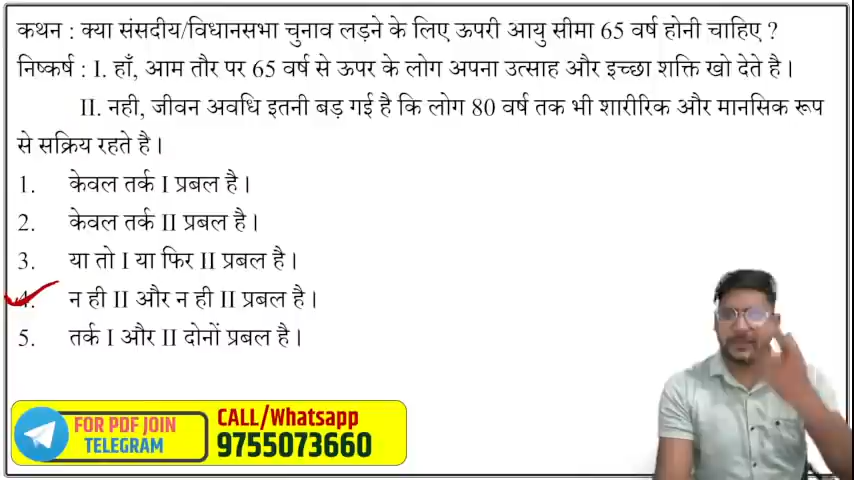 कथन : क्या संसदीय/विधानसभा चुनाव लड़ने के लिए ऊपरी आयु सीमा 65 वर्ष होनी चाहिए ?
निष्कर्ष : I. हाँ, आम तौर पर 65 वर्ष से ऊपर के लोग अपना उत्साह और इच्छा शक्ति खो देते है।
II. नही, जीवन अवधि इतनी बड़ गई है कि लोग 80 वर्ष तक भी शारीरिक और मानसिक रूप
से सक्रिय रहते है।
1. केवल तर्क I प्रबल है।
2. केवल तर्क II प्रबल है।
3. या तो I या फिर II प्रबल है।
4. न ही II और न ही II प्रबल है।
5. तर्क I और II दोनों प्रबल है।
FOR PDF JOIN
TELEGRAM
CALL/Whatsapp
9755073660